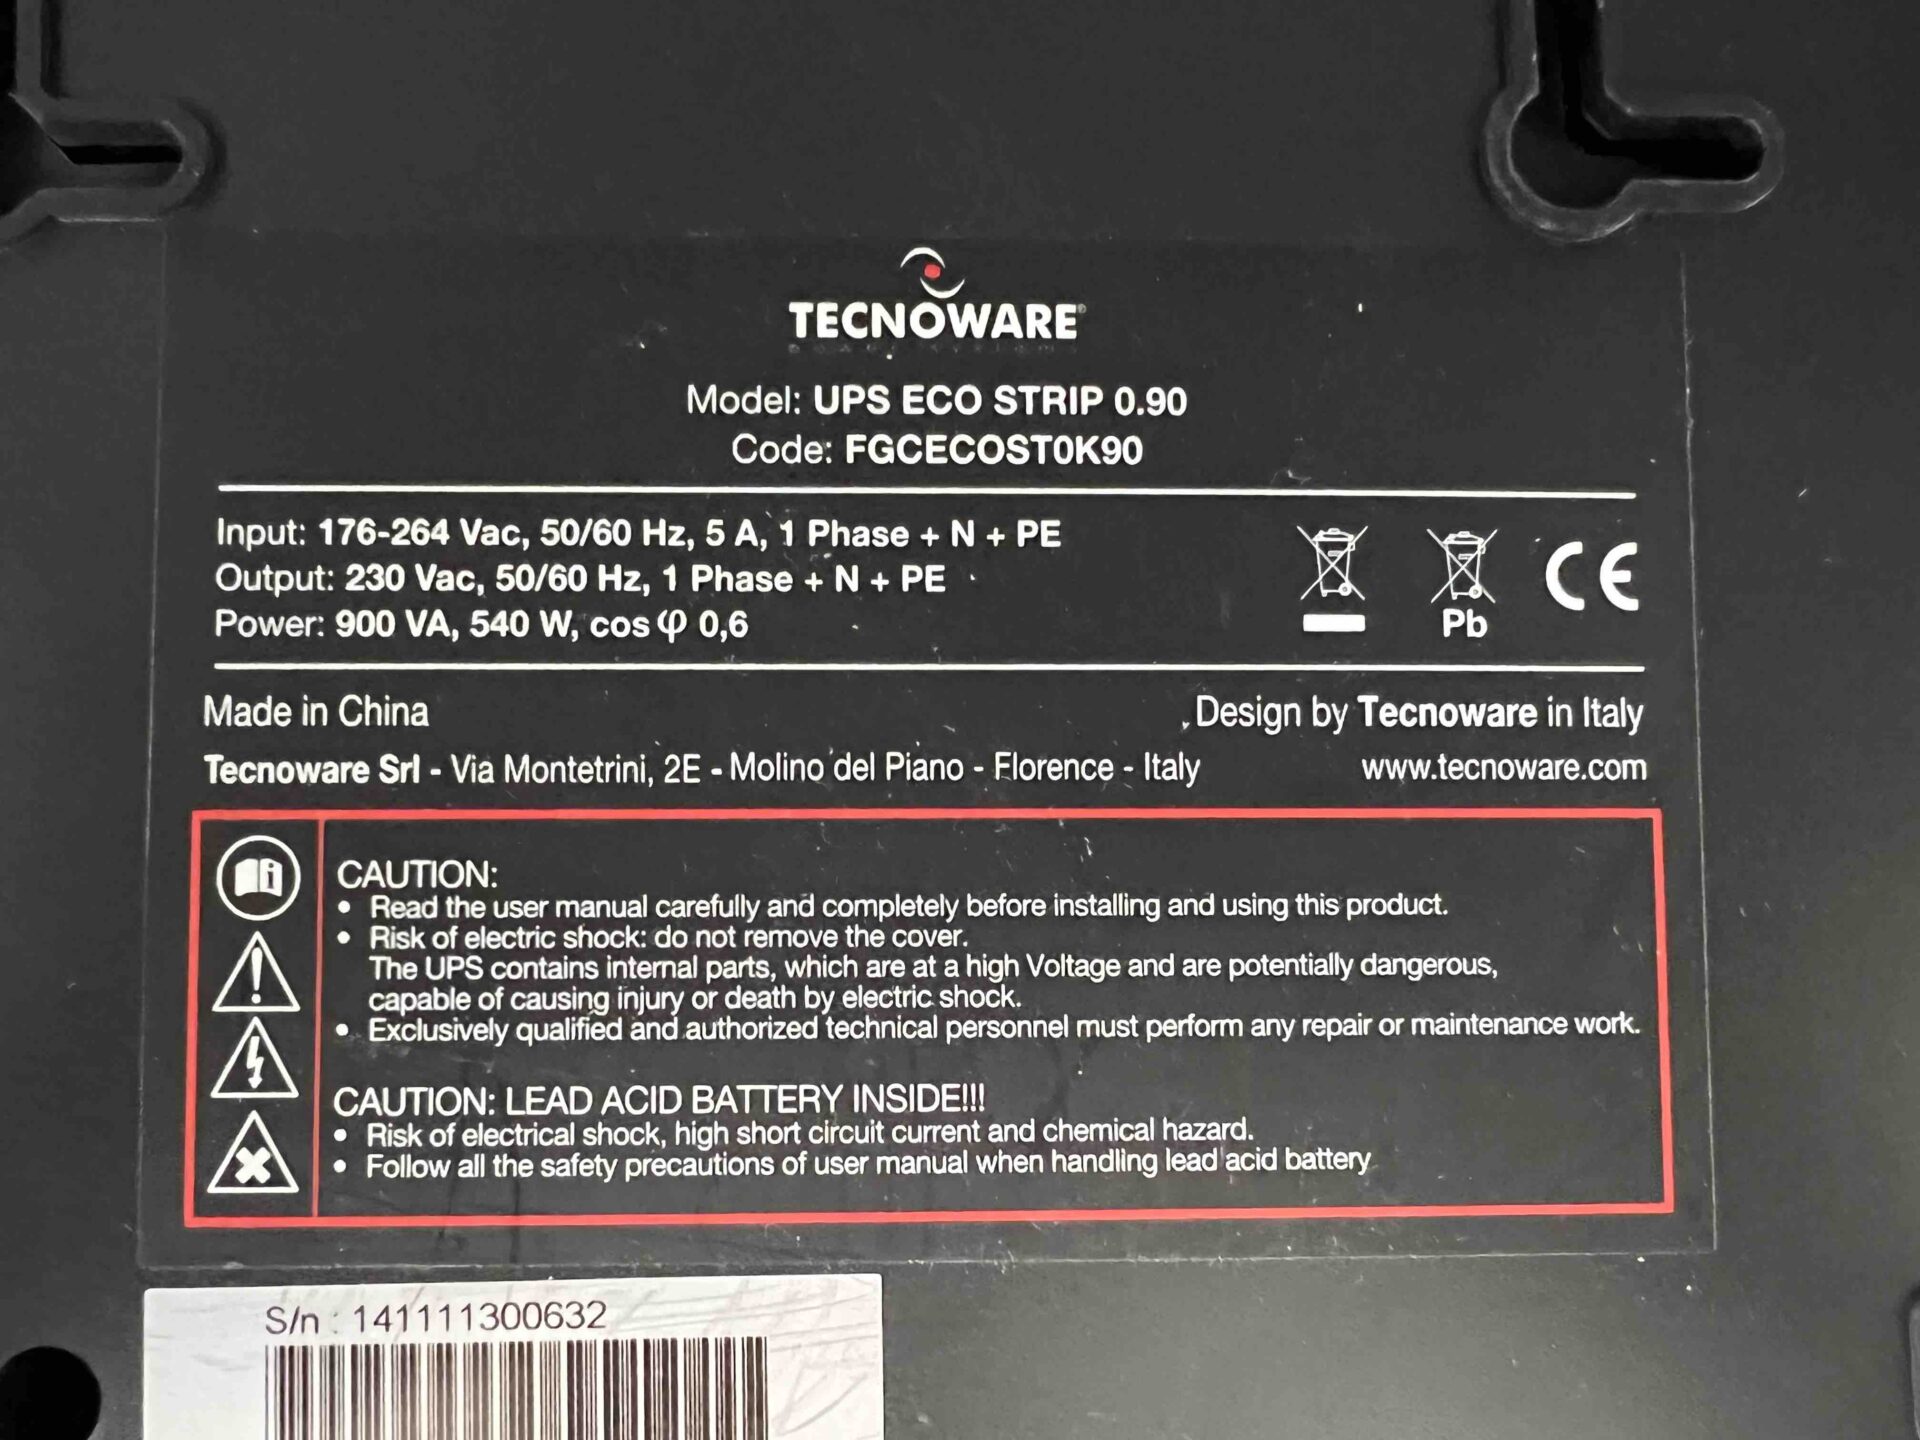 TECNOWARE®
Model: UPS ECO STRIP 0.90
Code: FGCECOST0K90
Input: 176-264 Vac, 50/60 Hz, 5 A, 1 Phase + N + PE
Output: 230 Vac, 50/60 Hz, 1 Phase + N + PE
Power: 900 VA, 540 W, cos φ 0,6
Pb
CE
Made in China
Design by Tecnoware in Italy
Tecnoware Srl - Via Montetrini, 2E - Molino del Piano - Florence - Italy
www.tecnoware.com
CAUTION:
• Read the user manual carefully and completely before installing and using this product.
• Risk of electric shock: do not remove the cover.
The UPS contains internal parts, which are at a high Voltage and are potentially dangerous,
capable of causing injury or death by electric shock.
• Exclusively qualified and authorized technical personnel must perform any repair or maintenance work.
CAUTION: LEAD ACID BATTERY INSIDE!!!
• Risk of electrical shock, high short circuit current and chemical hazard.
• Follow all the safety precautions of user manual when handling lead acid battery
S/n : 141111300632